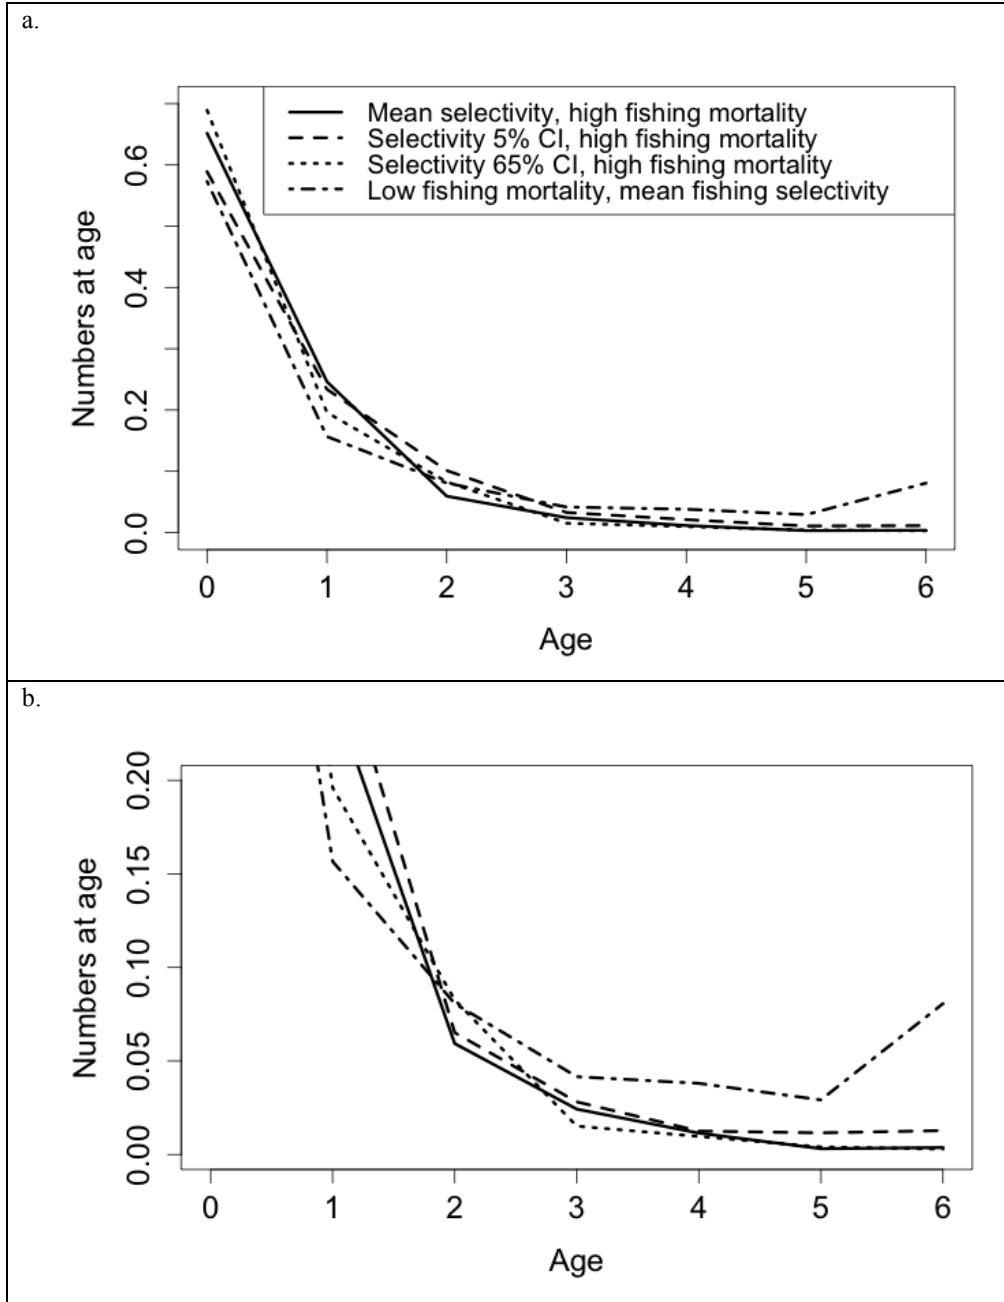 a.
Mean selectivity, high fishing mortality
Selectivity 5% CI, high fishing mortality
Selectivity 65% CI, high fishing mortality
Low fishing mortality, mean fishing selectivity
Numbers at age
0.6
0.4
0.2
0.0
0 1 2 3 4 5 6
Age
b.
Numbers at age
0.20
0.15
0.10
0.05
0.00
0 1 2 3 4 5 6
Age